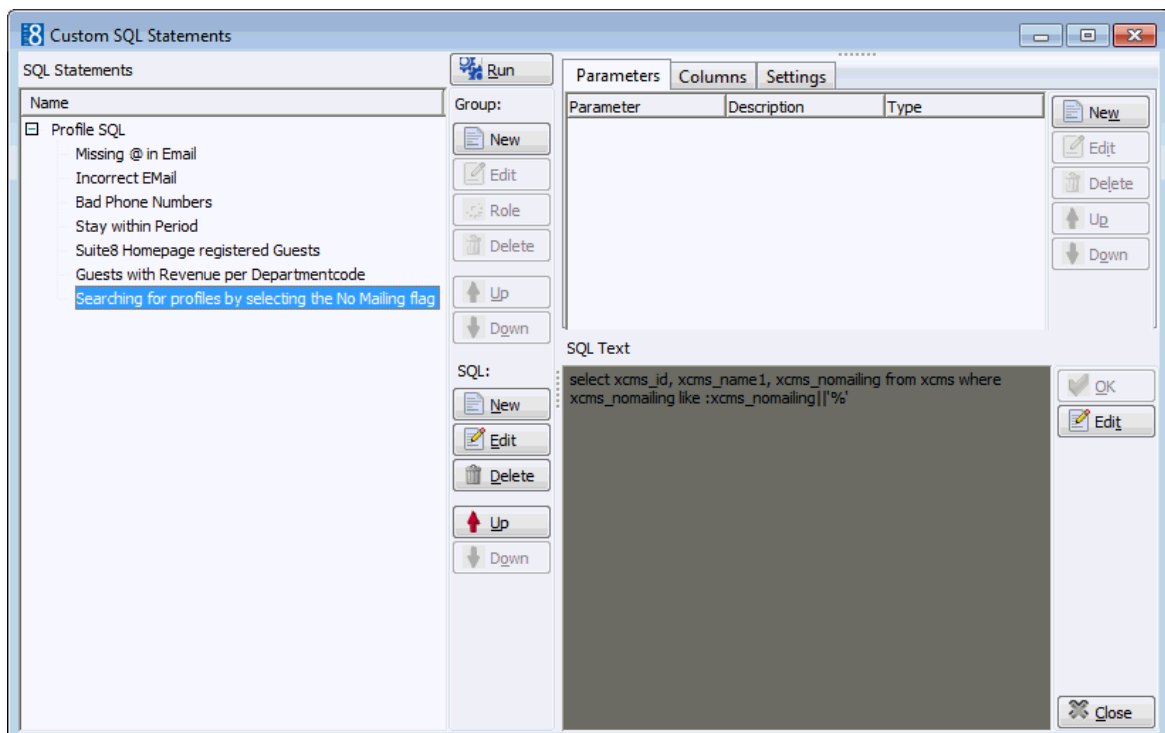 8 Custom SQL Statements
SQL Statements
Name
Profile SQL
Missing @ in Email
Incorrect EMail
Bad Phone Numbers
Stay within Period
Suite8 Homepage registered Guests
Guests with Revenue per Departmentcode
Searching for profiles by selecting the No Mailing flag
Run
Group:
New
Edit
Role
Delete
Up
Down
SQL:
New
Edit
Delete
Up
Down
Parameters Columns Settings
Parameter Description Type
New
Edit
Delete
Up
Down
SQL Text
select xcms_id, xcms_name1, xcms_nomailing from xcms where
xcms_nomailing like :xcms_nomailing||'%'
OK
Edit
Close